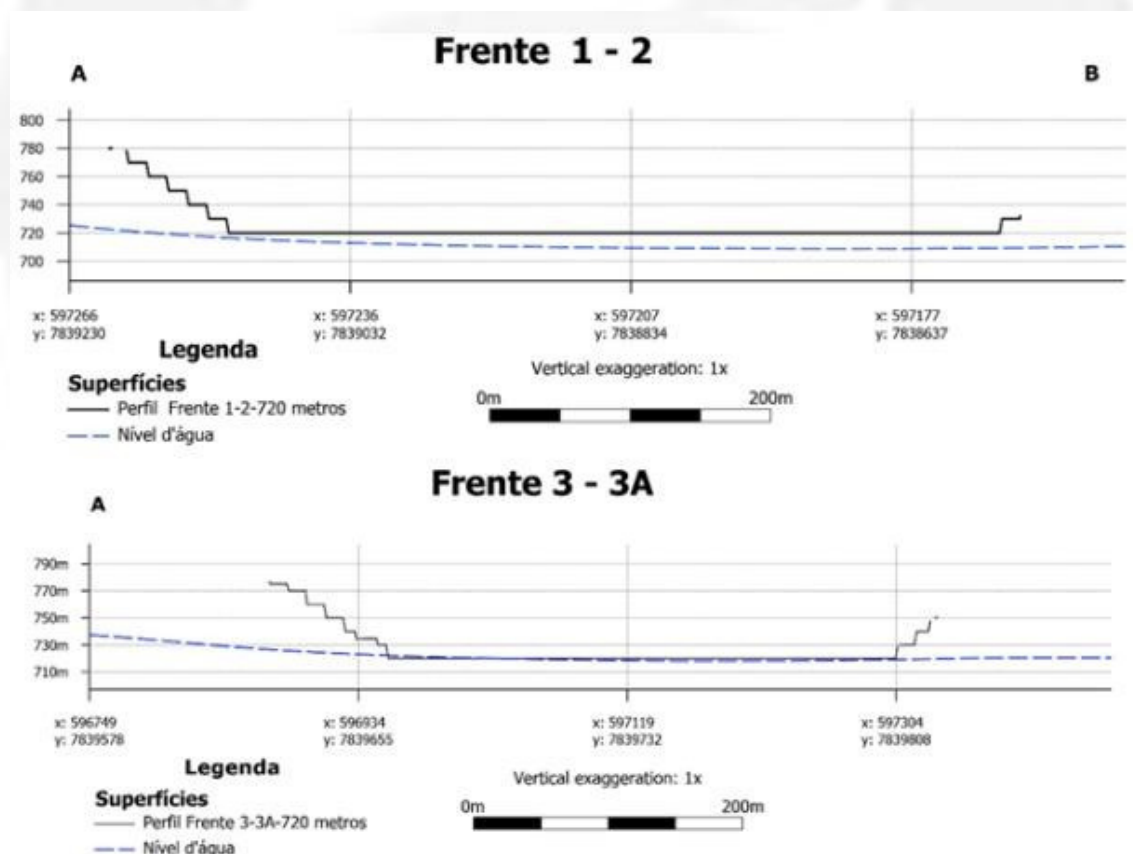 Frente 1 - 2
A
B
800
780
760
740
720
700
x: 597266
y: 7839230
x: 597236
y: 7839032
x: 597207
y: 7838834
x: 597177
y: 7838637
Legenda
Superfícies
Perfil Frente 1-2-720 metros
Nível d'água
Vertical exaggeration: 1x
0m 200m
Frente 3 - 3A
A
790m
770m
750m
730m
710m
x: 596749
y: 7839578
x: 596934
y: 7839655
x: 597119
y: 7839732
x: 597304
y: 7839808
Legenda
Superfícies
Perfil Frente 3-3A-720 metros
Nível d'água
Vertical exaggeration: 1x
0m 200m